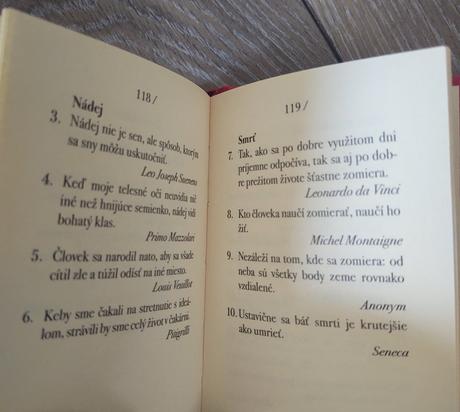 118/
Nádej
3. Nádej nie je sen, ale spôsob, ktorým
sa sny môžu uskutočniť.
Leo Joseph Suenens
4. Keď moje telesné oči neuvidia nič
iné než hnijúce semienko, nádej vidí
bohatý klas.
Primo Mazzolari
5. Človek sa narodil nato, aby sa všade
cítil zle a túžil odísť na iné miesto.
Louis Veuillot
6. Keby sme čakali na stretnutie s ideá-
lom, strávili by sme celý život v čakárni.
Pitigrilli
119/
Smrť
7. Tak, ako sa po dobre využitom dni
príjemne odpočíva, tak sa aj po dob-
re prežitom živote šťastne zomiera.
Leonardo da Vinci
8. Kto človeka naučí zomierať, naučí ho
žiť.
Michel Montaigne
9. Nezáleží na tom, kde sa zomiera: od
neba sú všetky body zeme rovnako
vzdialené.
Anonym
10. Ustavične sa báť smrti je krutejšie
ako umrieť.
Seneca